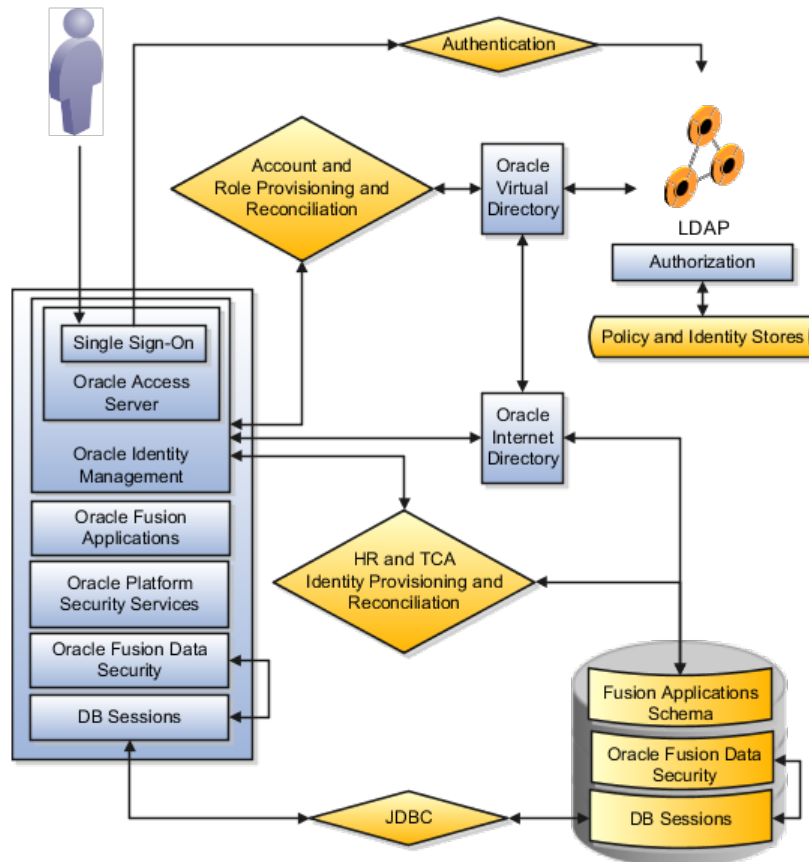 Authentication
Account and
Role Provisioning and
Reconciliation
Oracle
Virtual
Directory
LDAP
Authorization
Policy and Identity Stores
Single Sign-On
Oracle Access
Server
Oracle Identity
Management
Oracle
Internet
Directory
Oracle Fusion
Applications
HR and TCA
Identity Provisioning and
Reconciliation
Oracle Platform
Security Services
Oracle Fusion Data
Security
DB Sessions
Fusion Applications
Schema
Oracle Fusion Data
Security
DB Sessions
JDBC